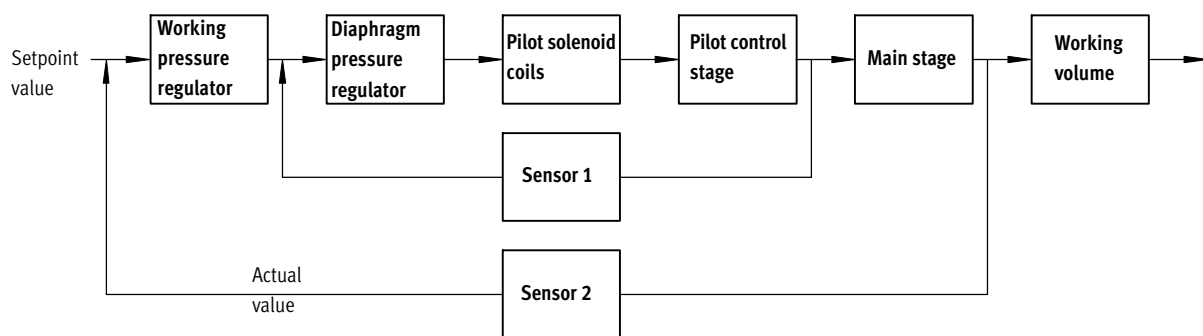 Setpoint
value
Working
pressure
regulator
Diaphragm
pressure
regulator
Pilot solenoid
coils
Pilot control
stage
Main stage
Working
volume
Sensor 1
Actual
value
Sensor 2